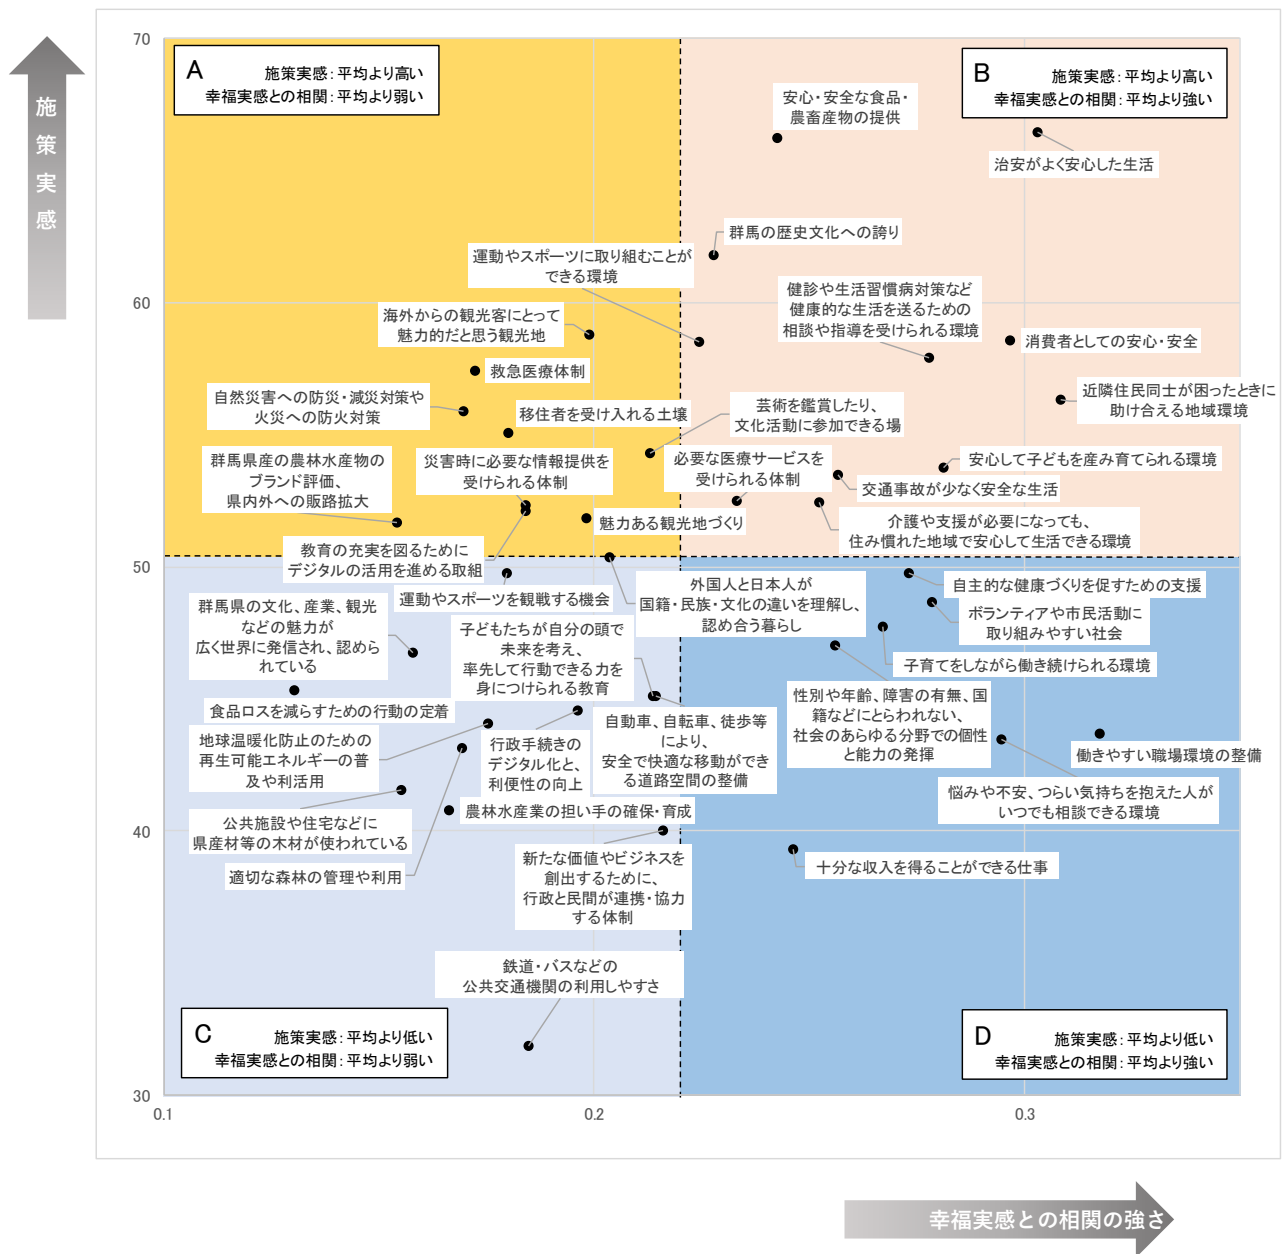 施策実感
70
60
50
40
30
0.1
0.2
0.3
A
施策実感：平均より高い
幸福実感との相関：平均より弱い
B
施策実感：平均より高い
幸福実感との相関：平均より強い
安心・安全な食品・
農畜産物の提供
治安がよく安心した生活
群馬の歴史文化への誇り
運動やスポーツに取り組むことが
できる環境
健診や生活習慣病対策など
健康的な生活を送るための
相談や指導を受けられる環境
海外からの観光客にとって
魅力的だと思う観光地
消費者としての安心・安全
救急医療体制
近隣住民同士が困ったときに
助け合える地域環境
自然災害への防災・減災対策や
火災への防火対策
移住者を受け入れる土壌
芸術を鑑賞したり、
文化活動に参加できる場
群馬県産の農林水産物の
ブランド評価、
県内外への販路拡大
災害時に必要な情報提供を
受けられる体制
必要な医療サービスを
受けられる体制
安心して子どもを産み育てられる環境
交通事故が少なく安全な生活
魅力ある観光地づくり
介護や支援が必要になっても、
住み慣れた地域で安心して生活できる環境
教育の充実を図るために
デジタルの活用を進める取組
運動やスポーツを観戦する機会
外国人と日本人が
国籍・民族・文化の違いを理解し、
認め合う暮らし
自主的な健康づくりを促すための支援
ボランティアや市民活動に
取り組みやすい社会
群馬県の文化、産業、観光
などの魅力が
広く世界に発信され、認めら
れている
子どもたちが自分の頭で
未来を考え、
率先して行動できる力を
身につけられる教育
子育てをしながら働き続けられる環境
食品ロスを減らすための行動の定着
性別や年齢、障害の有無、国
籍などにとらわれない、
社会のあらゆる分野での個性
と能力の発揮
地球温暖化防止のための
再生可能エネルギーの普
及や利活用
行政手続きの
デジタル化と、
利便性の向上
自動車、自転車、徒歩等
により、
安全で快適な移動ができ
る道路空間の整備
働きやすい職場環境の整備
悩みや不安、つらい気持ちを抱えた人が
いつでも相談できる環境
公共施設や住宅などに
県産材等の木材が使われている
農林水産業の担い手の確保・育成
適切な森林の管理や利用
新たな価値やビジネスを
創出するために、
行政と民間が連携・協力
する体制
十分な収入を得ることができる仕事
鉄道・バスなどの
公共交通機関の利用しやすさ
C
施策実感：平均より低い
幸福実感との相関：平均より弱い
D
施策実感：平均より低い
幸福実感との相関：平均より強い
幸福実感との相関の強さ